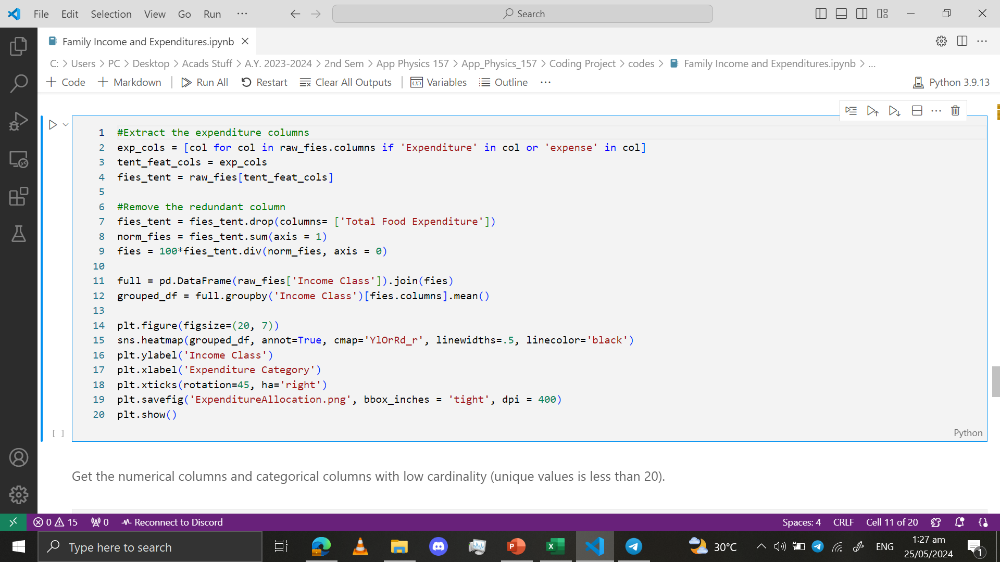 File Edit Selection View Go Run ··· Search
Family Income and Expenditures.ipynb
C: > Users > PC > Desktop > Acads Stuff > A.Y. 2023-2024 > 2nd Sem > App Physics 157 > App_Physics_157 > Coding Project > codes > Family Income and Expenditures.ipynb > ...
+ Code + Markdown Run All Restart Clear All Outputs Variables Outline ··· Python 3.9.13
1 #Extract the expenditure columns
2 exp_cols = [col for col in raw_fies.columns if 'Expenditure' in col or 'expense' in col]
3 tent_feat_cols = exp_cols
4 fies_tent = raw_fies[tent_feat_cols]
5
6 #Remove the redundant column
7 fies_tent = fies_tent.drop(columns= ['Total Food Expenditure'])
8 norm_fies = fies_tent.sum(axis = 1)
9 fies = 100*fies_tent.div(norm_fies, axis = 0)
10
11 full = pd.DataFrame(raw_fies['Income Class']).join(fies)
12 grouped_df = full.groupby('Income Class')[fies.columns].mean()
13
14 plt.figure(figsize=(20, 7))
15 sns.heatmap(grouped_df, annot=True, cmap='YlOrRd_r', linewidths=.5, linecolor='black')
16 plt.ylabel('Income Class')
17 plt.xlabel('Expenditure Category')
18 plt.xticks(rotation=45, ha='right')
19 plt.savefig('ExpenditureAllocation.png', bbox_inches = 'tight', dpi = 400)
20 plt.show()
[ ] Python
Get the numerical columns and categorical columns with low cardinality (unique values is less than 20).
0 15 0 Reconnect to Discord Spaces: 4 CRLF Cell 11 of 20
Type here to search 30°C ENG 1:27 am
25/05/2024 1